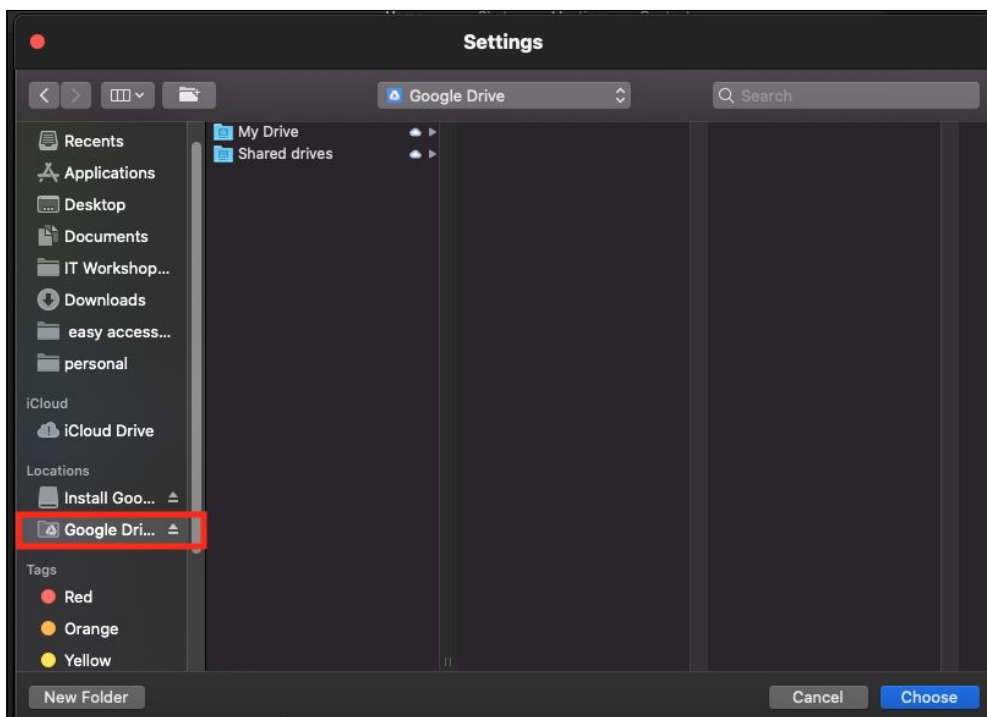 Settings
Google Drive
Search
Recents
Applications
Desktop
Documents
IT Workshop...
Downloads
easy access...
personal
iCloud
iCloud Drive
Locations
Install Goo...
Google Dri...
Tags
Red
Orange
Yellow
My Drive
Shared drives
New Folder
Cancel
Choose